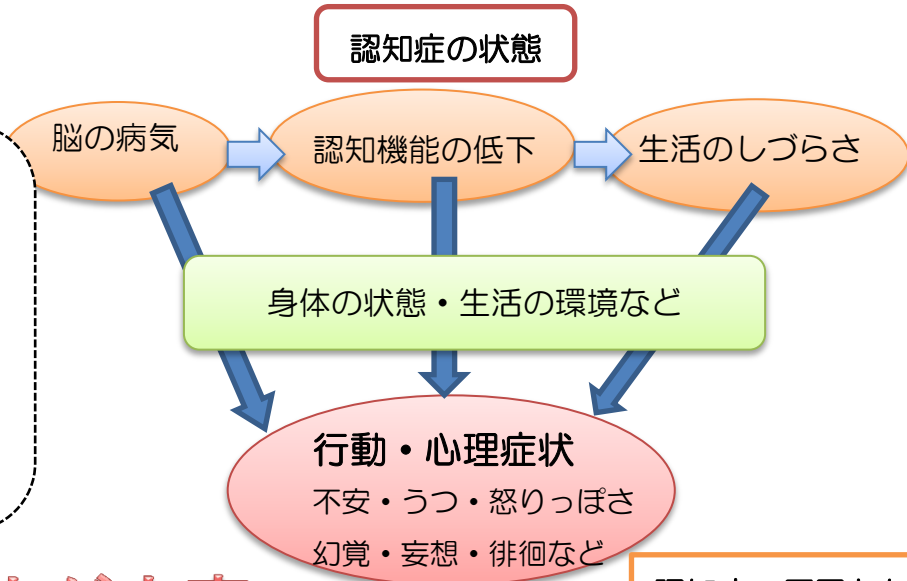 認知症の状態
脳の病気
認知機能の低下
生活のしづらさ
身体の状態・生活の環境など
行動・心理症状
不安・うつ・怒りっぽさ
幻覚・妄想・徘徊など